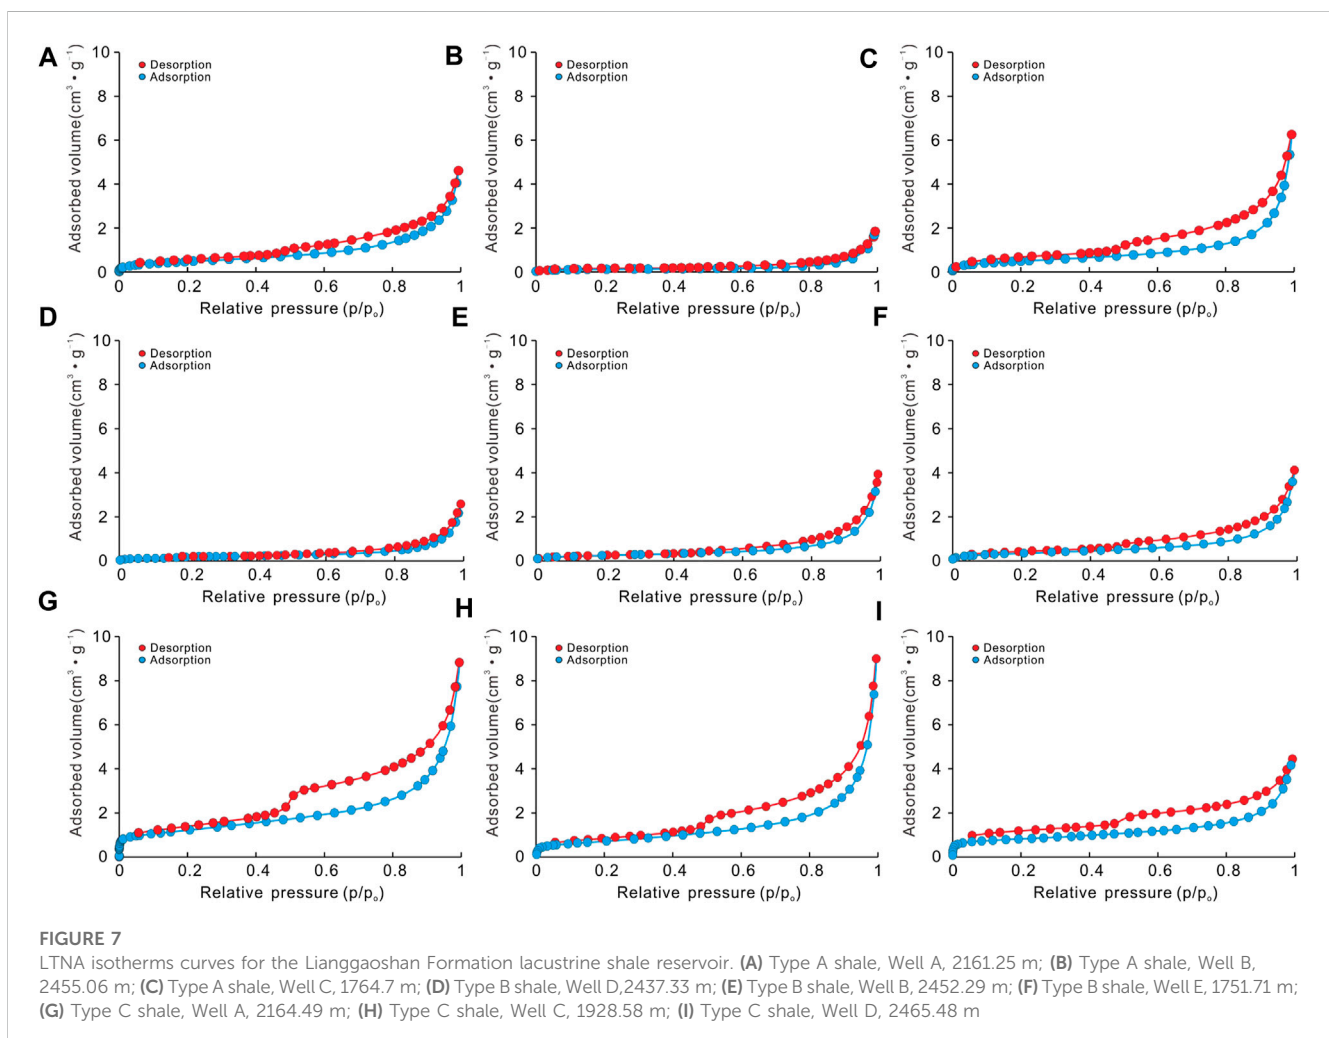 A
10
8
6
4
2
0
Adsorbed volume(cm³ • g⁻¹)
Desorption
Adsorption
0 0.2 0.4 0.6 0.8 1
Relative pressure (p/pₒ)
B
10
8
6
4
2
0
Adsorbed volume(cm³ • g⁻¹)
Desorption
Adsorption
0 0.2 0.4 0.6 0.8 1
Relative pressure (p/pₒ)
C
10
8
6
4
2
0
Adsorbed volume(cm³ • g⁻¹)
Desorption
Adsorption
0 0.2 0.4 0.6 0.8 1
Relative pressure (p/pₒ)
D
10
8
6
4
2
0
Adsorbed volume(cm³ • g⁻¹)
Desorption
Adsorption
0 0.2 0.4 0.6 0.8 1
Relative pressure (p/pₒ)
E
10
8
6
4
2
0
Adsorbed volume(cm³ • g⁻¹)
Desorption
Adsorption
0 0.2 0.4 0.6 0.8 1
Relative pressure (p/pₒ)
F
10
8
6
4
2
0
Adsorbed volume(cm³ • g⁻¹)
Desorption
Adsorption
0 0.2 0.4 0.6 0.8 1
Relative pressure (p/pₒ)
G
10
8
6
4
2
0
Adsorbed volume(cm³ • g⁻¹)
Desorption
Adsorption
0 0.2 0.4 0.6 0.8 1
Relative pressure (p/pₒ)
H
10
8
6
4
2
0
Adsorbed volume(cm³ • g⁻¹)
Desorption
Adsorption
0 0.2 0.4 0.6 0.8 1
Relative pressure (p/pₒ)
I
10
8
6
4
2
0
Adsorbed volume(cm³ • g⁻¹)
Desorption
Adsorption
0 0.2 0.4 0.6 0.8 1
Relative pressure (p/pₒ)
FIGURE 7
LTNA isotherms curves for the Lianggaoshan Formation lacustrine shale reservoir. (A) Type A shale, Well A, 2161.25 m; (B) Type A shale, Well B,
2455.06 m; (C) Type A shale, Well C, 1764.7 m; (D) Type B shale, Well D,2437.33 m; (E) Type B shale, Well B, 2452.29 m; (F) Type B shale, Well E, 1751.71 m;
(G) Type C shale, Well A, 2164.49 m; (H) Type C shale, Well C, 1928.58 m; (I) Type C shale, Well D, 2465.48 m